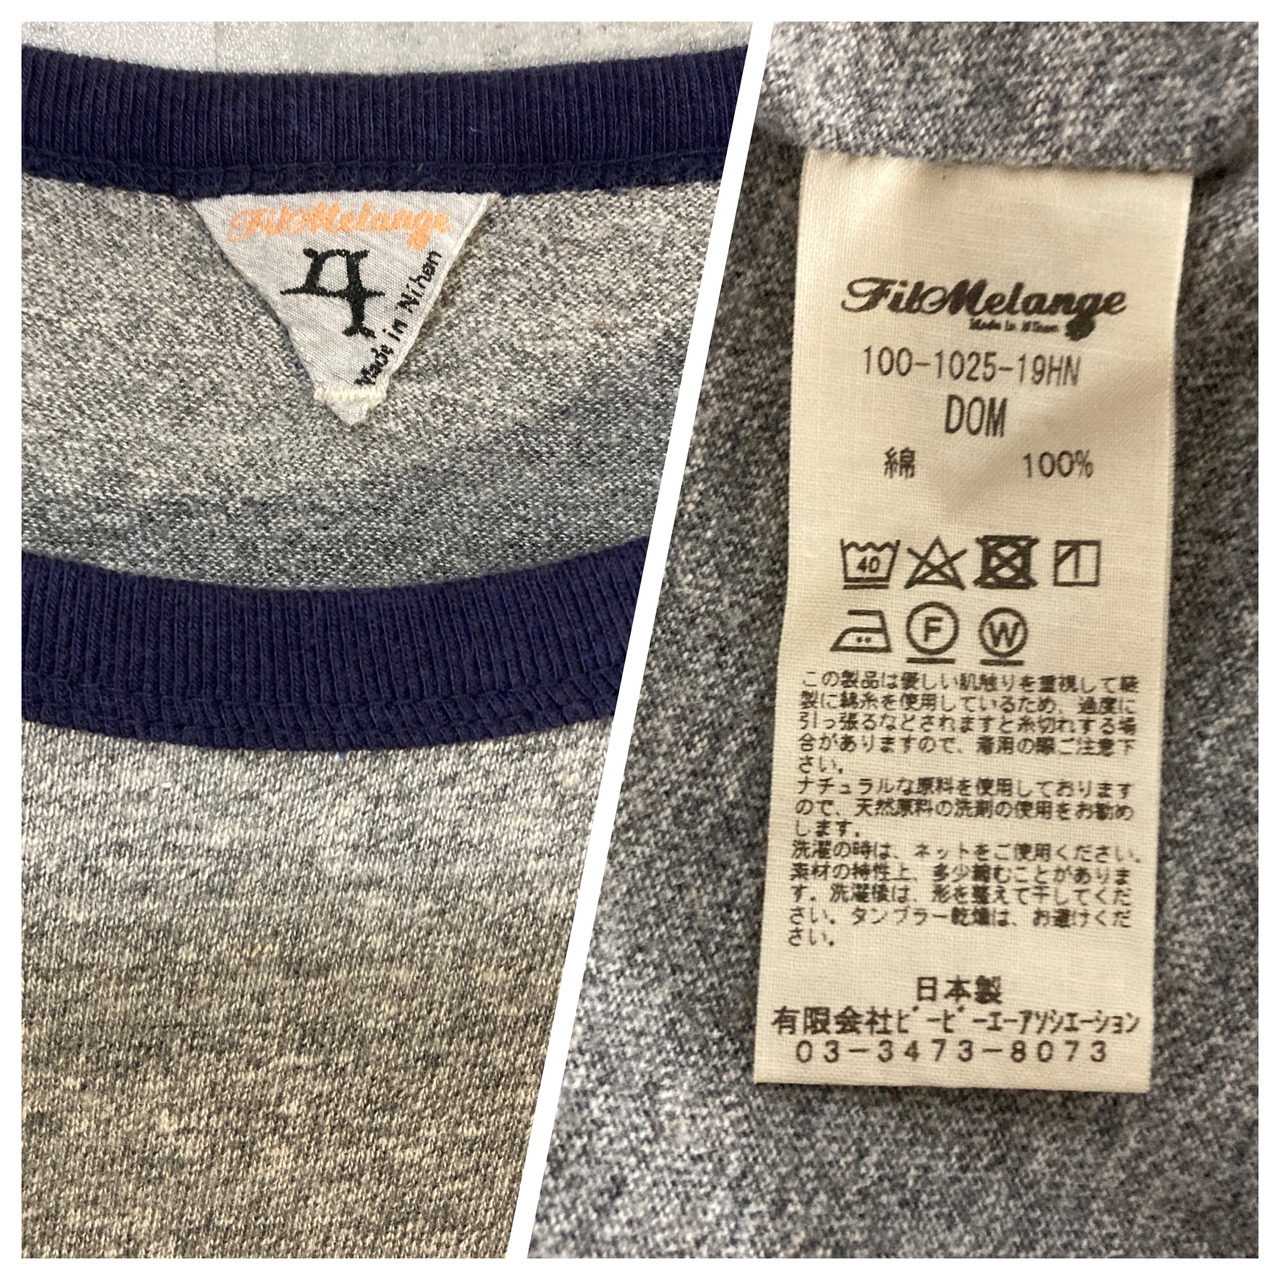 FilMelange
4
Made in Nihon
FilMelange
Made in Nihon
100-1025-19HN
DOM
綿 100%
40
F W
この製品は優しい肌触りを重視して縫
製に綿糸を使用しているため、過度に
引っ張るなどされますと糸切れする場
合がありますので、着用の際ご注意下
さい。
ナチュラルな原料を使用しております
ので、天然原料の洗剤の使用をお勧め
します。
洗濯の時は、ネットをご使用ください。
素材の特性上、多少縮むことがありま
す。洗濯後は、形を整えて干してくだ
さい。タンブラー乾燥は、お避けくだ
さい。
日本製
有限会社ビーピーエーアソシエーション
03-3473-8073